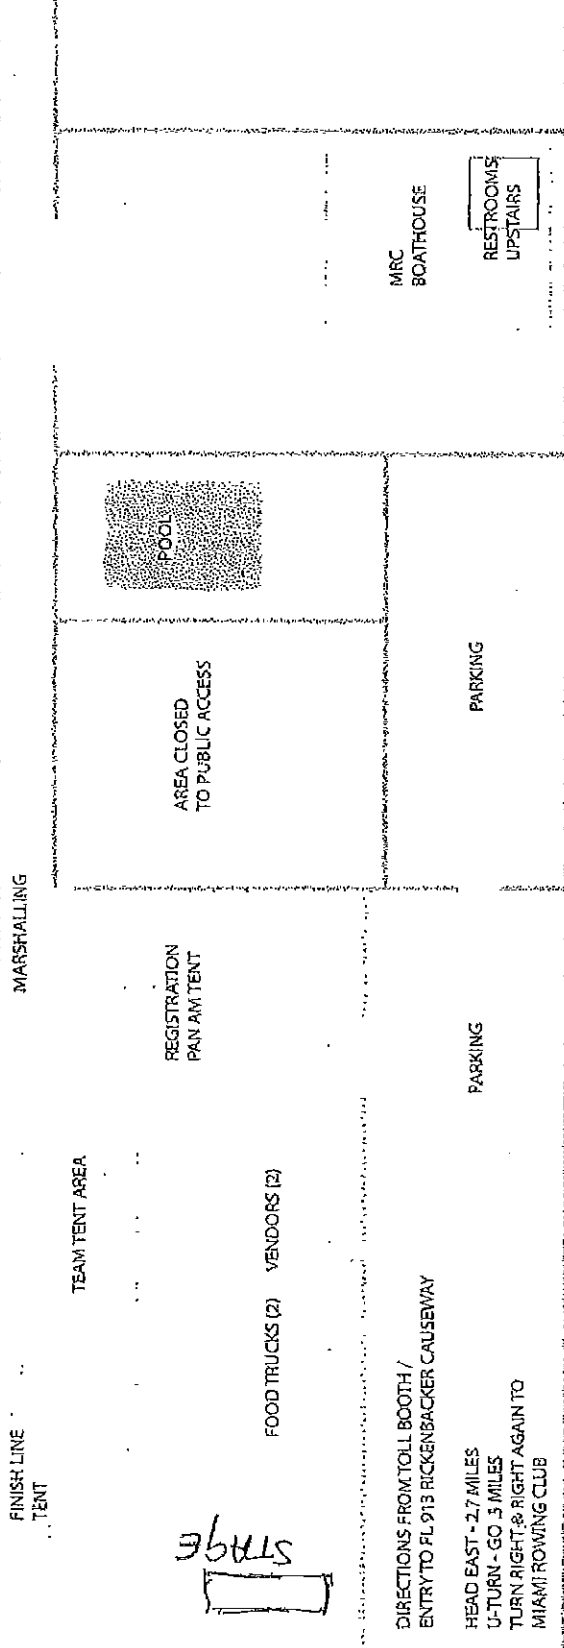 FINISH LINE
TENT
MARSHALLING
TEAM TENT AREA
REGISTRATION
PAN AM TENT
AREA CLOSED
TO PUBLIC ACCESS
POOL
STAGE
FOOD TRUCKS (2)
VENDORS (2)
MRC
BOATHOUSE
RESTROOMS
UPSTAIRS
PARKING
PARKING
DIRECTIONS FROM TOLL BOOTH /
ENTRY TO FL 913 RICKENBACKER CAUSEWAY
HEAD EAST - 2.7 MILES
U-TURN - GO .3 MILES
TURN RIGHT & RIGHT AGAIN TO
MIAMI ROWING CLUB